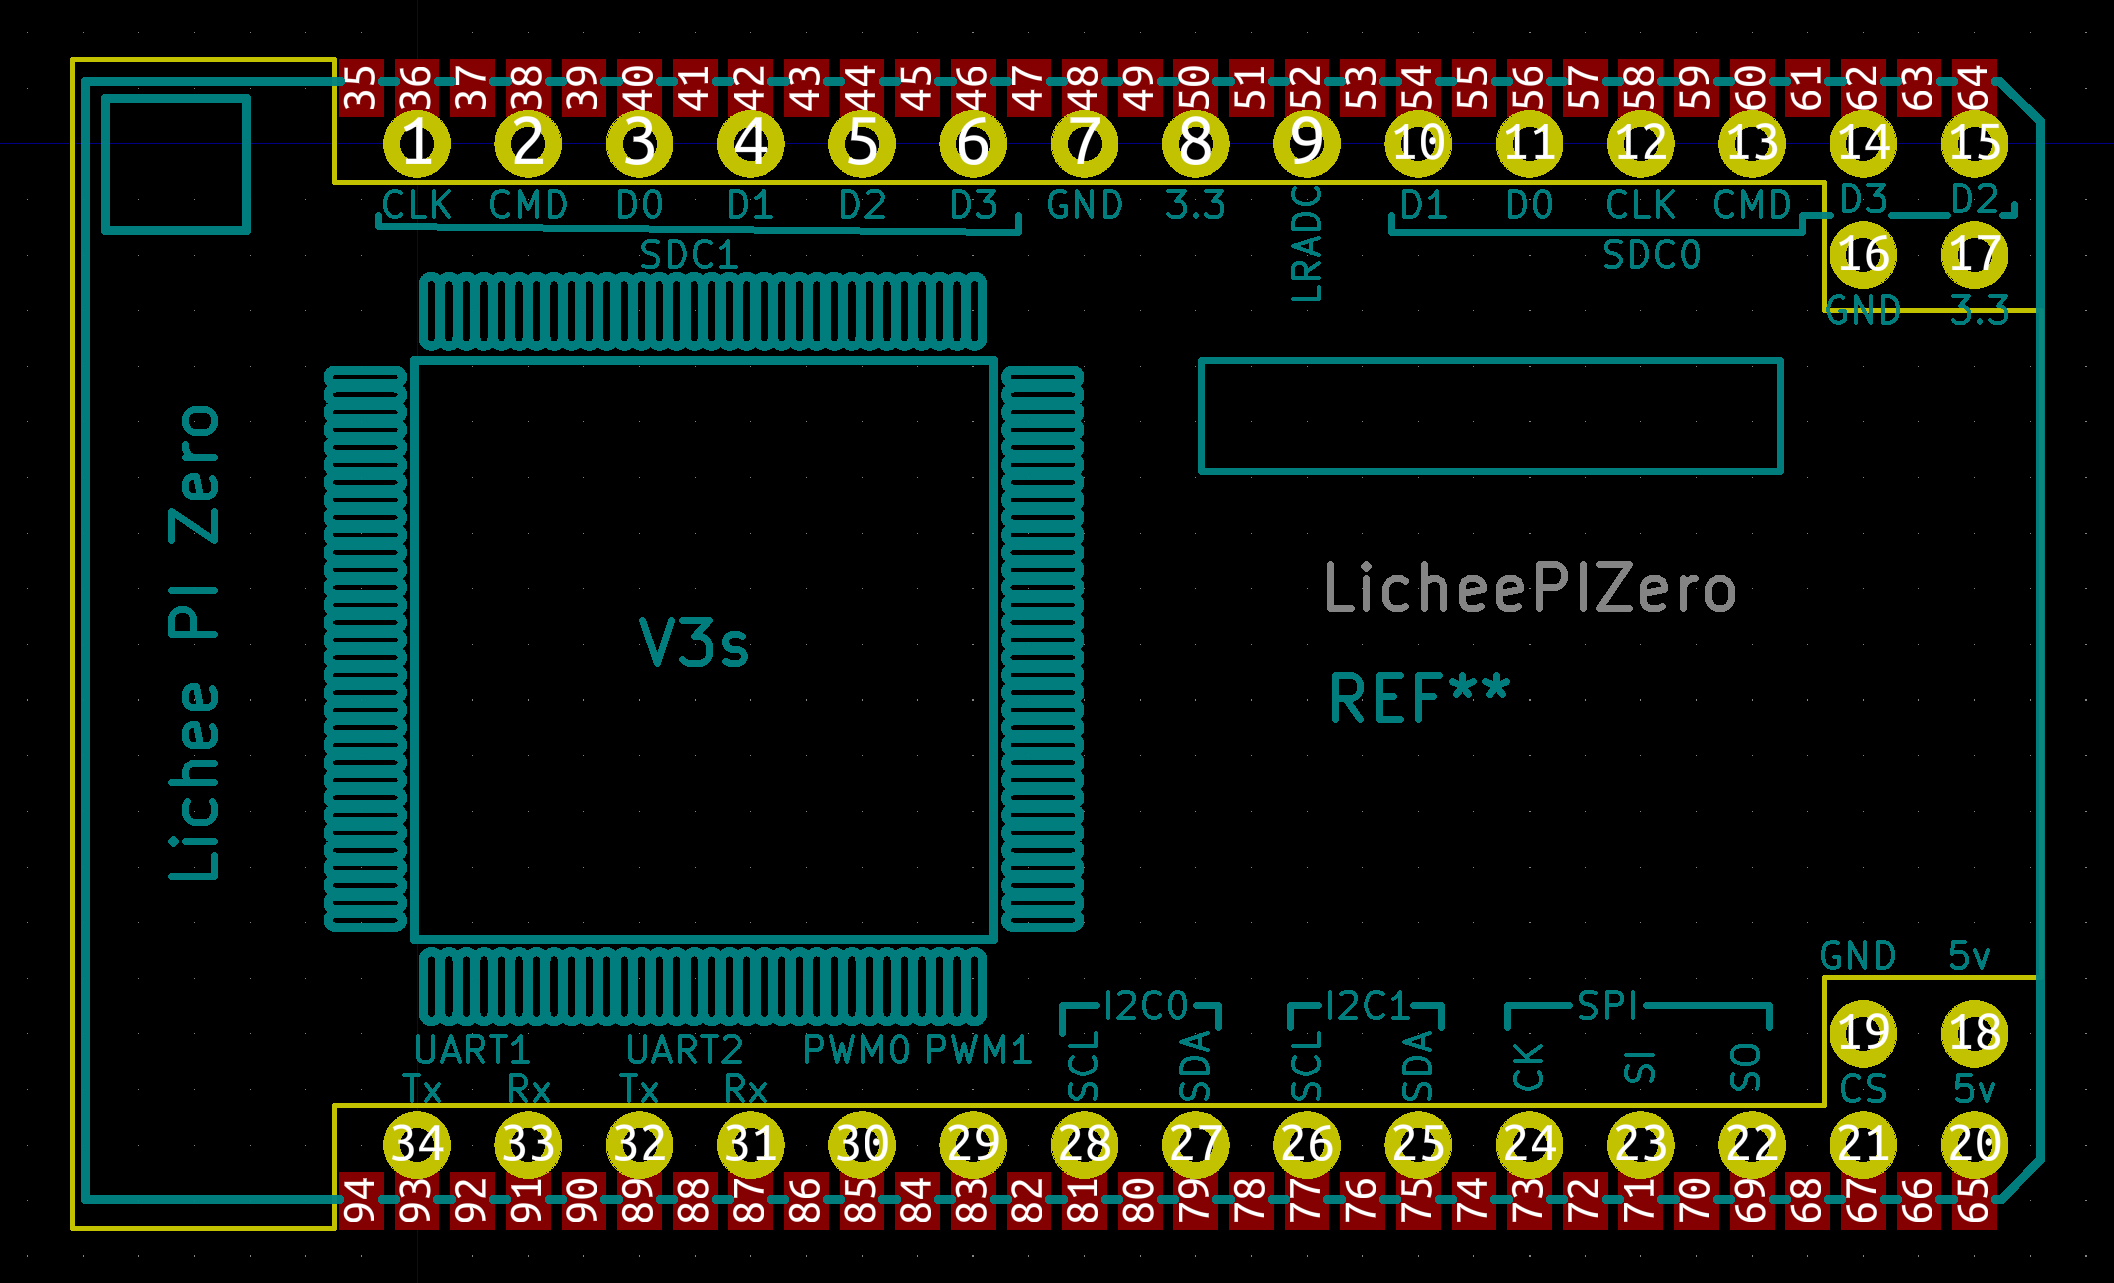 35 36 37 38 39 40 41 42 43 44 45 46 47 48 49 50 51 52 53 54 55 56 57 58 59 60 61 62 63 64
1 2 3 4 5 6 7 8 9 10 11 12 13 14 15
CLK CMD D0 D1 D2 D3 GND 3.3 LRADC D1 D0 CLK CMD D3 D2
SDC1 SDC0
16 17
GND 3.3
Lichee PI Zero
LicheePIZero
V3s
REF**
GND 5v
I2C0 I2C1 SPI
19 18
UART1 UART2 PWM0 PWM1
SCL SDA SCL SDA CK SI SO
Tx Rx Tx Rx CS 5v
34 33 32 31 30 29 28 27 26 25 24 23 22 21 20
94 93 92 91 90 89 88 87 86 85 84 83 82 81 80 79 78 77 76 75 74 73 72 71 70 69 68 67 66 65